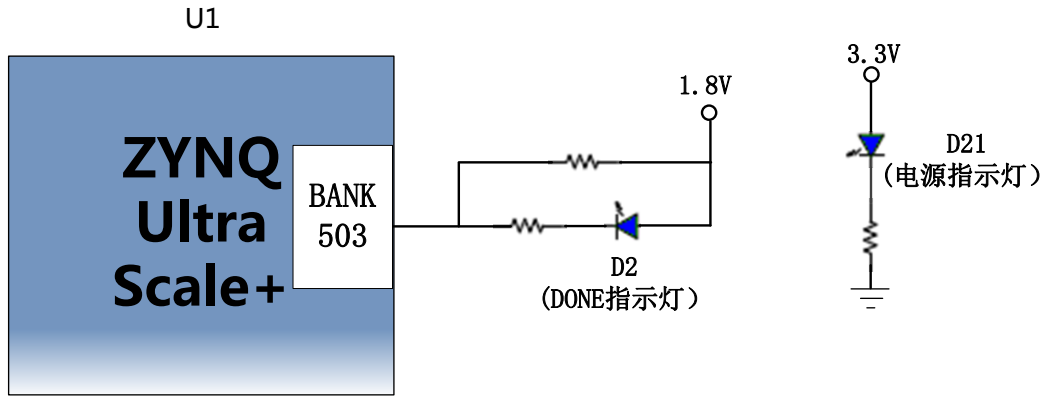 U1
ZYNQ
Ultra
Scale+
BANK
503
1.8V
D2
(DONE指示灯)
3.3V
D21
(电源指示灯)